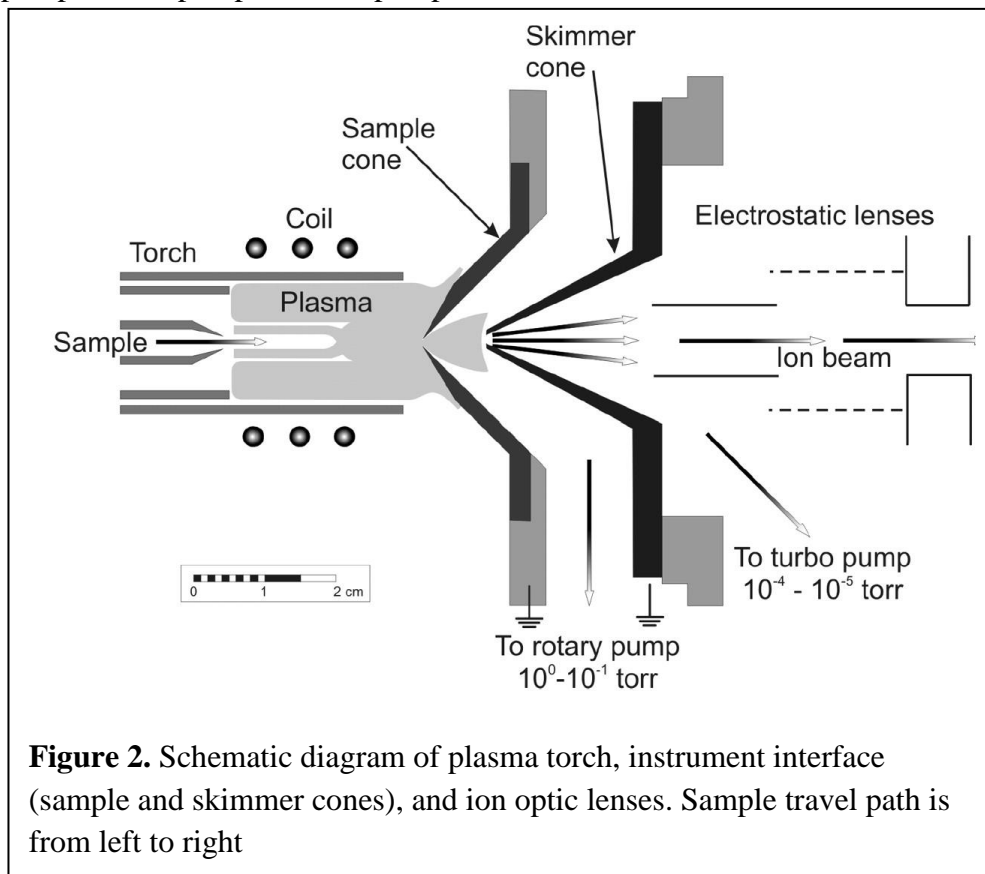 Skimmer
cone
Sample
cone
Coil
Electrostatic lenses
Torch
Plasma
Sample
Ion beam
0 1 2 cm
To turbo pump
10⁻⁴ - 10⁻⁵ torr
To rotary pump
10⁰-10⁻¹ torr
Figure 2. Schematic diagram of plasma torch, instrument interface
(sample and skimmer cones), and ion optic lenses. Sample travel path is
from left to right